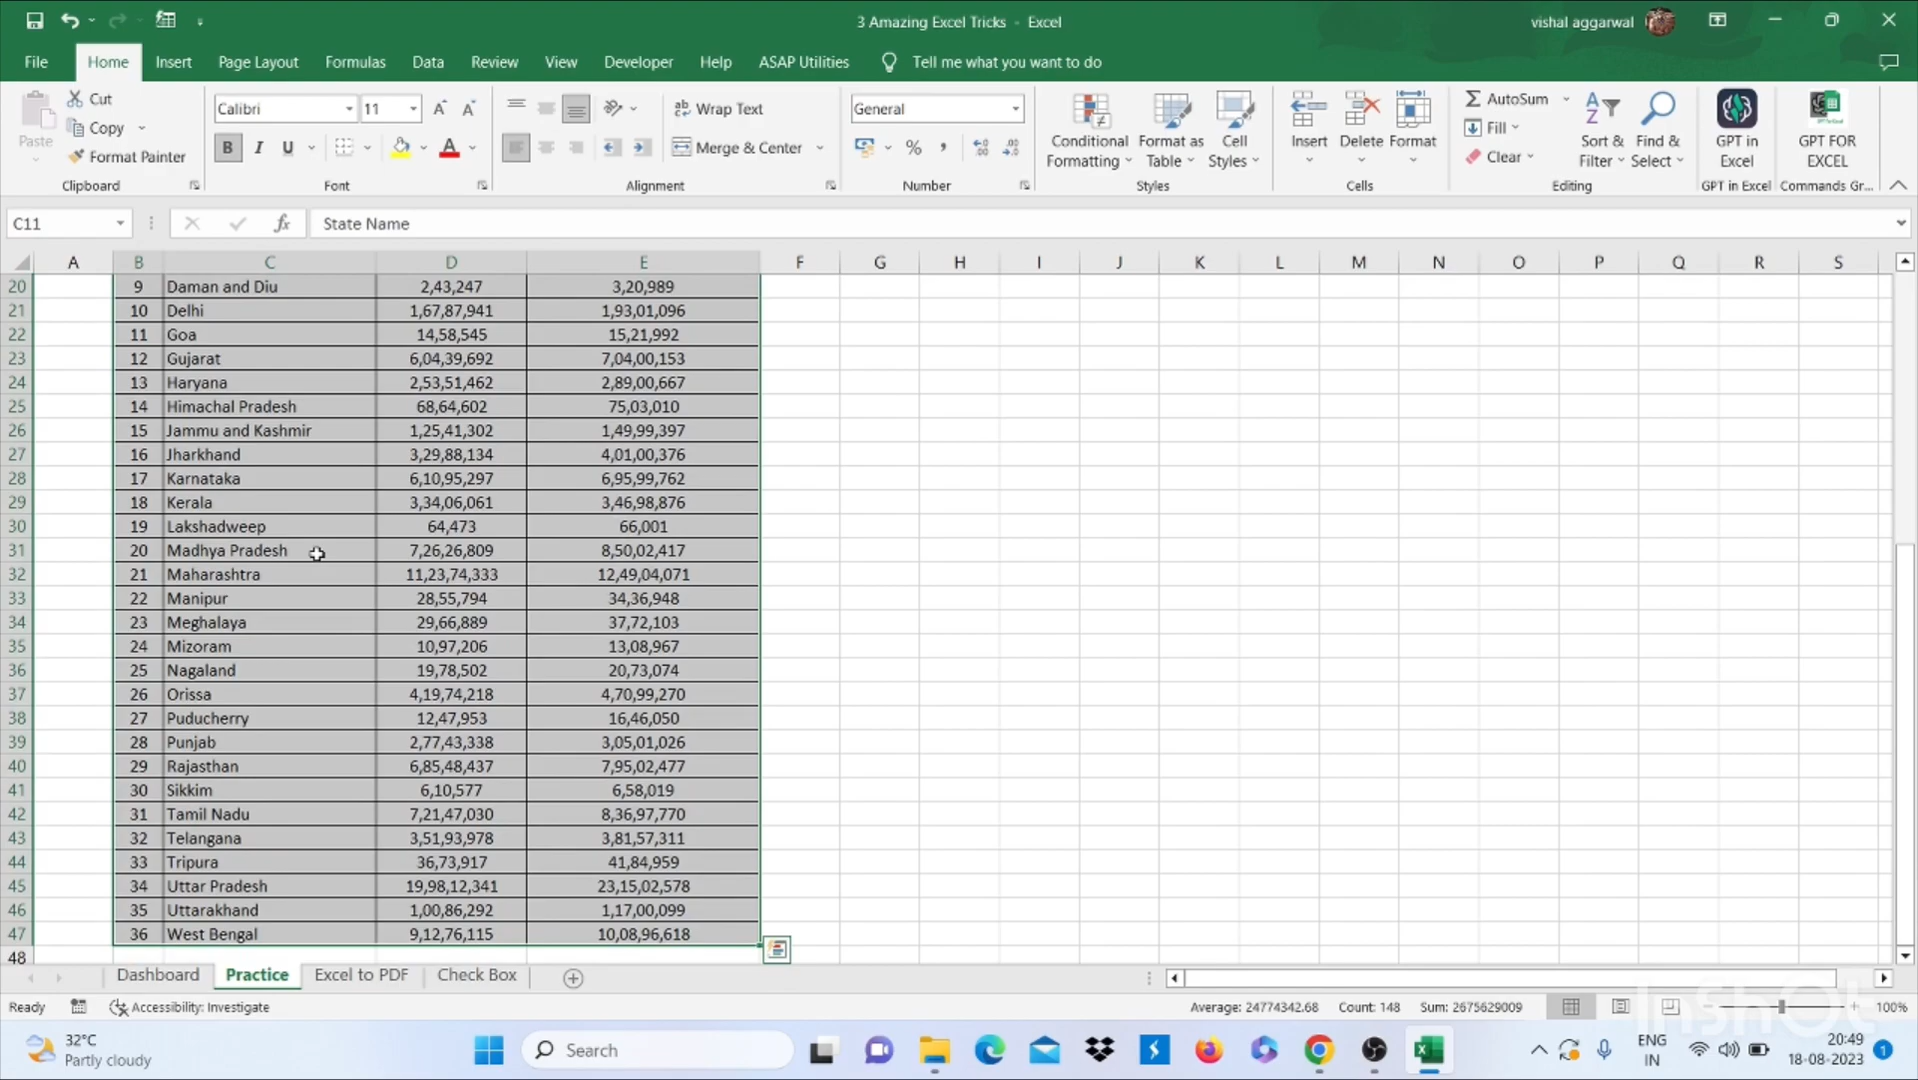 3 Amazing Excel Tricks - Excel
vishal aggarwal
File Home Insert Page Layout Formulas Data Review View Developer Help ASAP Utilities Tell me what you want to do
Paste
Cut
Copy
Format Painter
Clipboard
Calibri 11
B I U
Font
Wrap Text
Merge & Center
Alignment
General
% ,
Number
Conditional Formatting
Format as Table
Cell Styles
Styles
Insert Delete Format
Cells
AutoSum
Fill
Clear
Sort & Filter
Find & Select
Editing
GPT in Excel
GPT in Excel
GPT FOR EXCEL
Commands Gr...
C11 fx State Name
A B C D E F G H I J K L M N O P Q R S
20 9 Daman and Diu 2,43,247 3,20,989
21 10 Delhi 1,67,87,941 1,93,01,096
22 11 Goa 14,58,545 15,21,992
23 12 Gujarat 6,04,39,692 7,04,00,153
24 13 Haryana 2,53,51,462 2,89,00,667
25 14 Himachal Pradesh 68,64,602 75,03,010
26 15 Jammu and Kashmir 1,25,41,302 1,49,99,397
27 16 Jharkhand 3,29,88,134 4,01,00,376
28 17 Karnataka 6,10,95,297 6,95,99,762
29 18 Kerala 3,34,06,061 3,46,98,876
30 19 Lakshadweep 64,473 66,001
31 20 Madhya Pradesh 7,26,26,809 8,50,02,417
32 21 Maharashtra 11,23,74,333 12,49,04,071
33 22 Manipur 28,55,794 34,36,948
34 23 Meghalaya 29,66,889 37,72,103
35 24 Mizoram 10,97,206 13,08,967
36 25 Nagaland 19,78,502 20,73,074
37 26 Orissa 4,19,74,218 4,70,99,270
38 27 Puducherry 12,47,953 16,46,050
39 28 Punjab 2,77,43,338 3,05,01,026
40 29 Rajasthan 6,85,48,437 7,95,02,477
41 30 Sikkim 6,10,577 6,58,019
42 31 Tamil Nadu 7,21,47,030 8,36,97,770
43 32 Telangana 3,51,93,978 3,81,57,311
44 33 Tripura 36,73,917 41,84,959
45 34 Uttar Pradesh 19,98,12,341 23,15,02,578
46 35 Uttarakhand 1,00,86,292 1,17,00,099
47 36 West Bengal 9,12,76,115 10,08,96,618
48
Dashboard Practice Excel to PDF Check Box
Ready Accessibility: Investigate Average: 24774342.68 Count: 148 Sum: 2675629009 100%
InShOt
32°C
Partly cloudy
Search
ENG
IN
20:49
18-08-2023
1